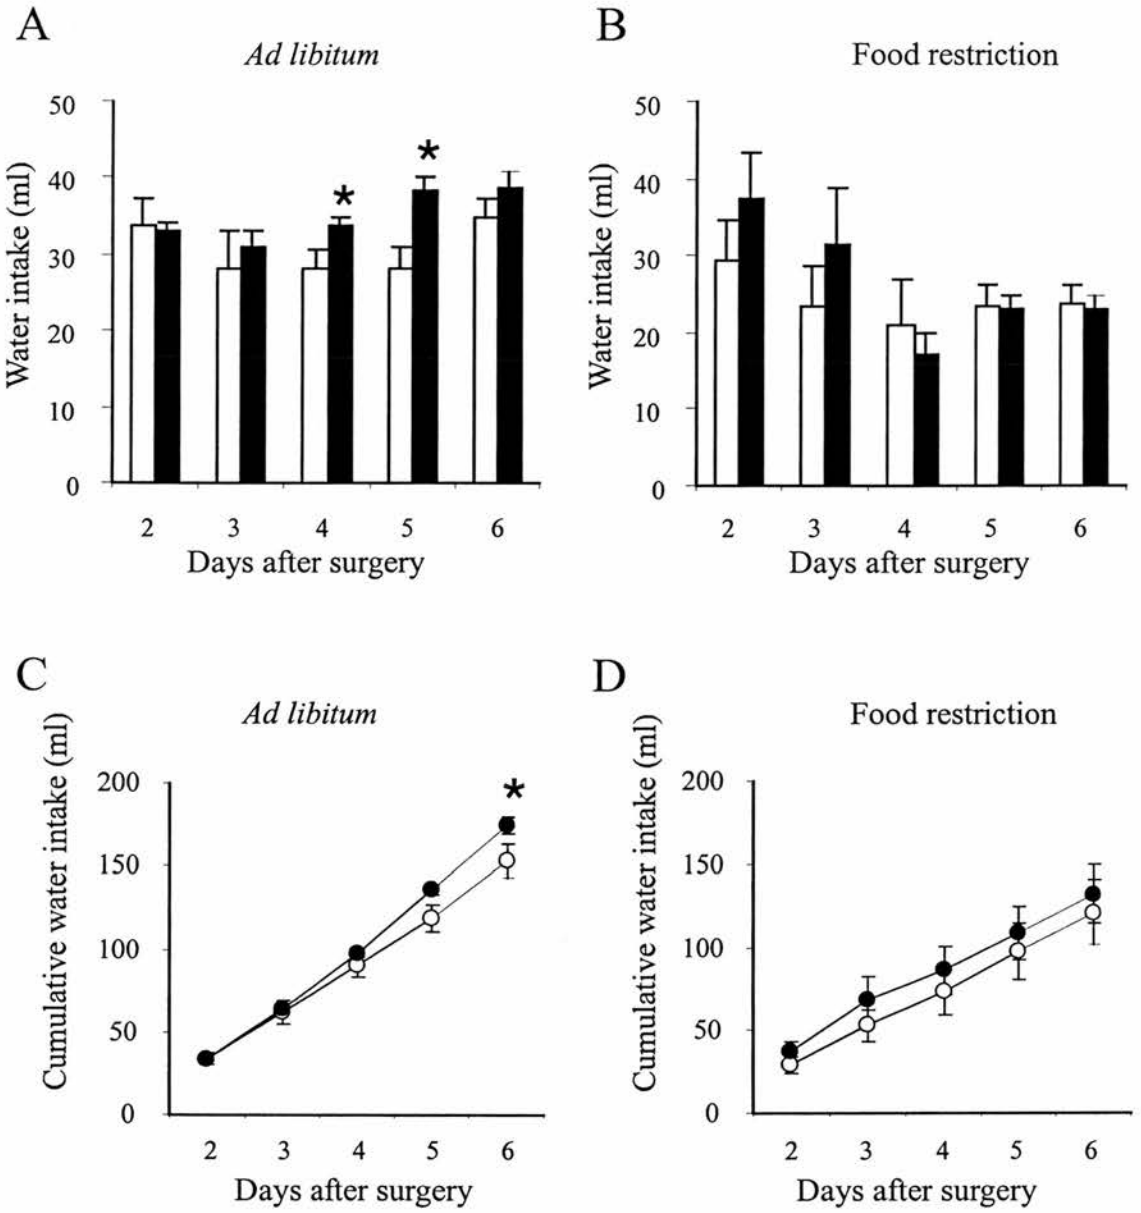 A
Ad libitum
Water intake (ml)
50
40
30
20
10
0
*
*
2 3 4 5 6
Days after surgery
B
Food restriction
Water intake (ml)
50
40
30
20
10
0
2 3 4 5 6
Days after surgery
C
Ad libitum
Cumulative water intake (ml)
200
150
100
50
0
*
2 3 4 5 6
Days after surgery
D
Food restriction
Cumulative water intake (ml)
200
150
100
50
0
2 3 4 5 6
Days after surgery